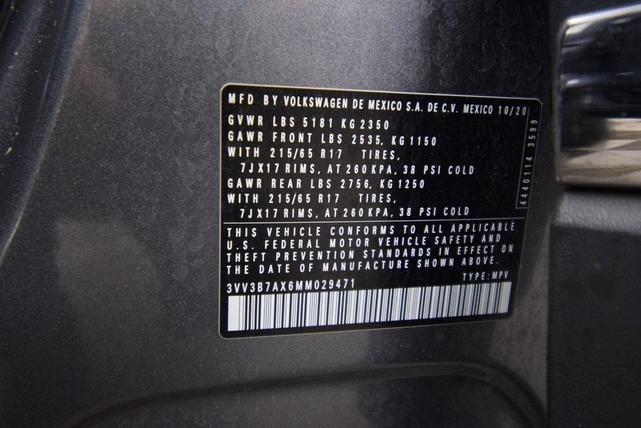 MFD BY VOLKSWAGEN DE MEXICO S.A. DE C.V. MEXICO 10/20
GVWR LBS 5181 KG 2350
GAWR FRONT LBS 2535, KG 1150
WITH 215/65 R17 TIRES,
7JX17 RIMS, AT 260 KPA, 38 PSI COLD
GAWR REAR LBS 2756, KG 1250
WITH 215/65 R17 TIRES,
7JX17 RIMS, AT 260 KPA, 38 PSI COLD
4440114 3599
THIS VEHICLE CONFORMS TO ALL APPLICABLE
U.S. FEDERAL MOTOR VEHICLE SAFETY AND
THEFT PREVENTION STANDARDS IN EFFECT ON
THE DATE OF MANUFACTURE SHOWN ABOVE.
3VV3B7AX6MM029471 TYPE: MPV